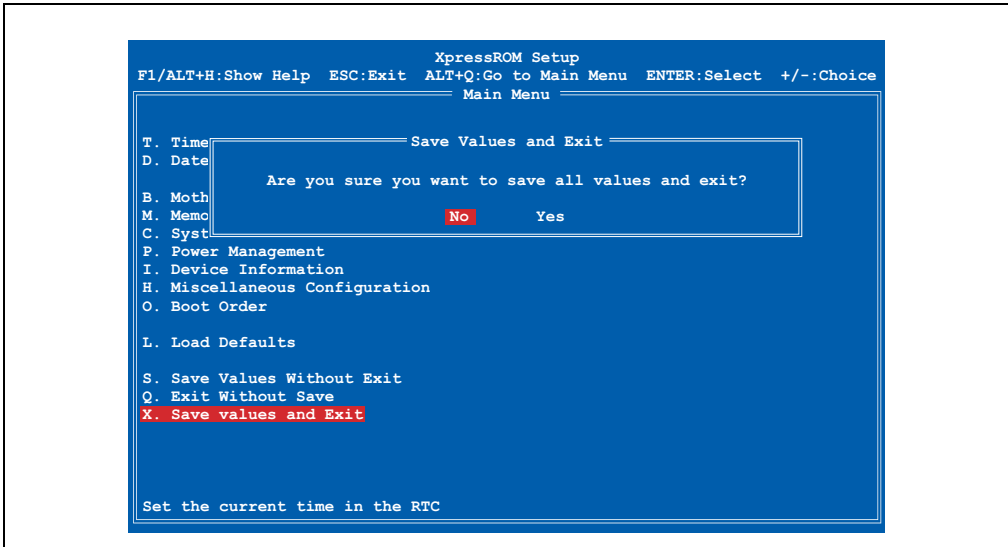 XpressROM Setup
F1/ALT+H:Show Help ESC:Exit ALT+Q:Go to Main Menu ENTER:Select +/-:Choice
Main Menu
T. Time
Save Values and Exit
D. Date
Are you sure you want to save all values and exit?
B. Moth
M. Memo
No Yes
C. Syst
P. Power Management
I. Device Information
H. Miscellaneous Configuration
O. Boot Order
L. Load Defaults
S. Save Values Without Exit
Q. Exit Without Save
X. Save values and Exit
Set the current time in the RTC